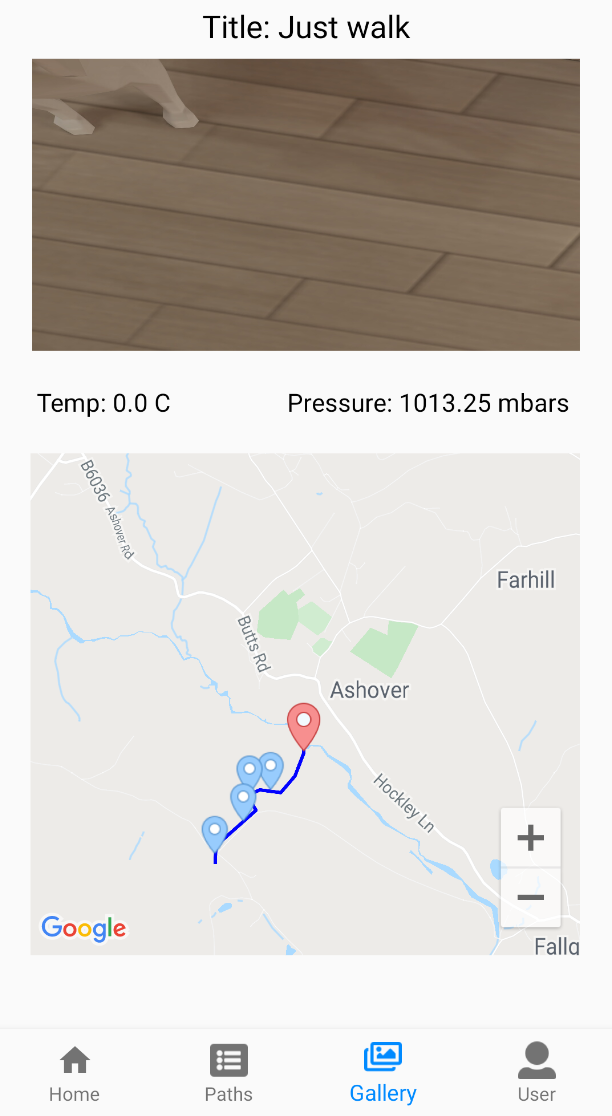 Title: Just walk
Temp: 0.0 C
Pressure: 1013.25 mbars
B6036
Ashover Rd
Farhill
Butts Rd
Ashover
Hockley Ln
+
−
Google
Fallg
Home
Paths
Gallery
User